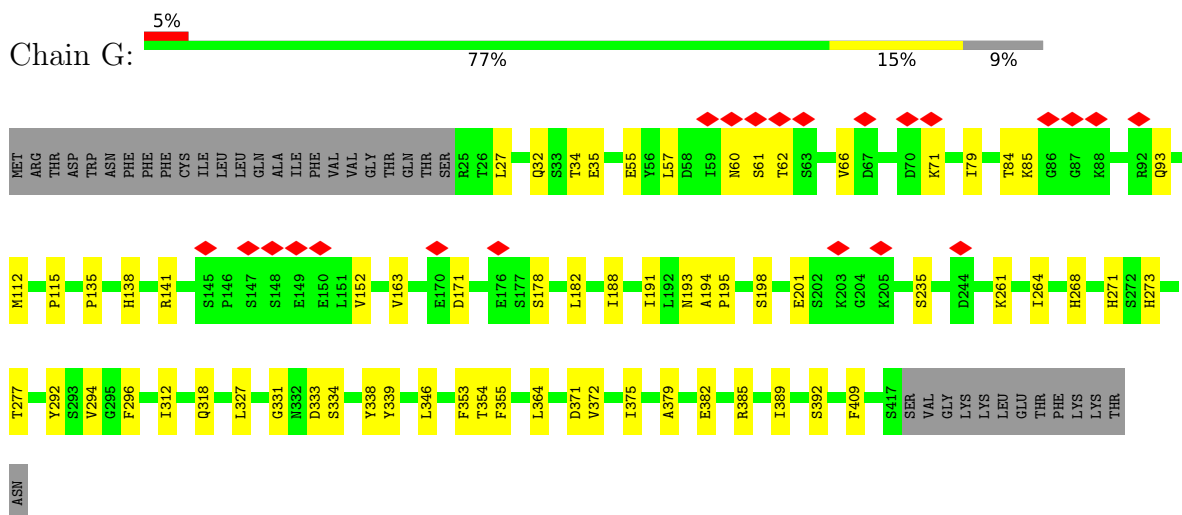 5%
Chain G:
77% 15% 9%
MET ARG THR ASP TRP ASN PHE PHE PHE CYS ILE LEU LEU GLN ALA ILE PHE VAL VAL GLY THR GLN THR SER R25 T26 L27 Q32 S33 T34 E35 E55 Y56 L57 D58 I59 N60 S61 T62 S63 V66 D67 D70 K71 I79 T84 K85 G86 G87 K88 R92 Q93
M112 P115 P135 H138 R141 S145 P146 S147 S148 E149 E150 L151 V152 V163 E170 D171 E176 S177 S178 L182 I188 I191 L192 N193 A194 P195 S198 E201 S202 K203 G204 K205 S235 D244 K261 I264 H268 H271 S272 H273
T277 Y292 S293 V294 G295 F296 I312 Q318 L327 G331 N332 D333 S334 Y338 Y339 L346 F353 T354 F355 L364 D371 V372 I375 A379 E382 R385 I389 S392 F409 S417 SER VAL GLY LYS LYS LEU GLU THR PHE LYS LYS THR
ASN